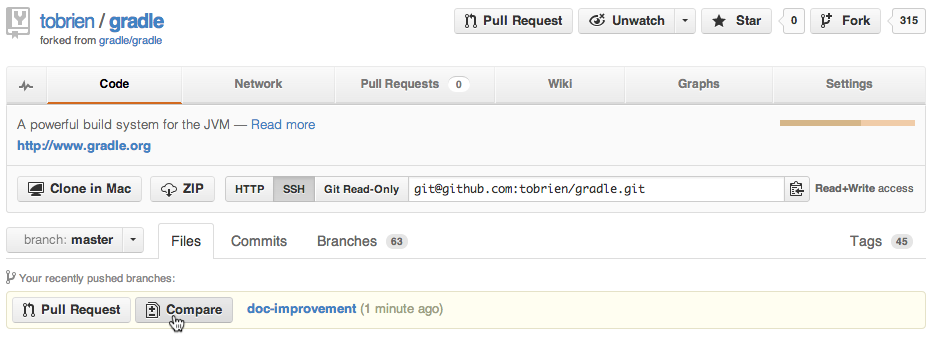 tobrien / gradle
forked from gradle/gradle
Pull Request Unwatch Star 0 Fork 315
Code Network Pull Requests 0 Wiki Graphs Settings
A powerful build system for the JVM — Read more
http://www.gradle.org
Clone in Mac ZIP HTTP SSH Git Read-Only git@github.com:tobrien/gradle.git Read+Write access
branch: master Files Commits Branches 63 Tags 45
Your recently pushed branches:
Pull Request Compare doc-improvement (1 minute ago)